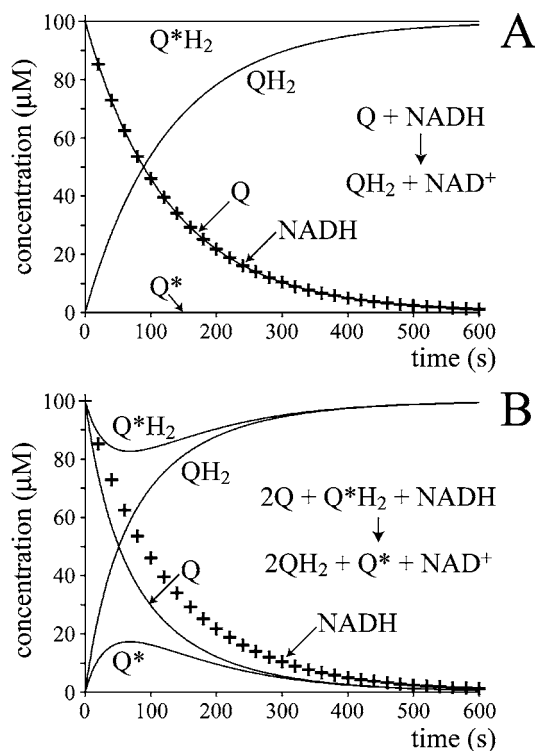 A
100
Q*H₂
80
QH₂
Q + NADH
60
QH₂ + NAD⁺
40
Q
NADH
20
Q*
0
0 100 200 300 400 500 600
time (s)
concentration (μM)
B
100
Q*H₂
80
QH₂
2Q + Q*H₂ + NADH
60
2QH₂ + Q* + NAD⁺
40
Q
NADH
20
Q*
0
0 100 200 300 400 500 600
time (s)
concentration (μM)